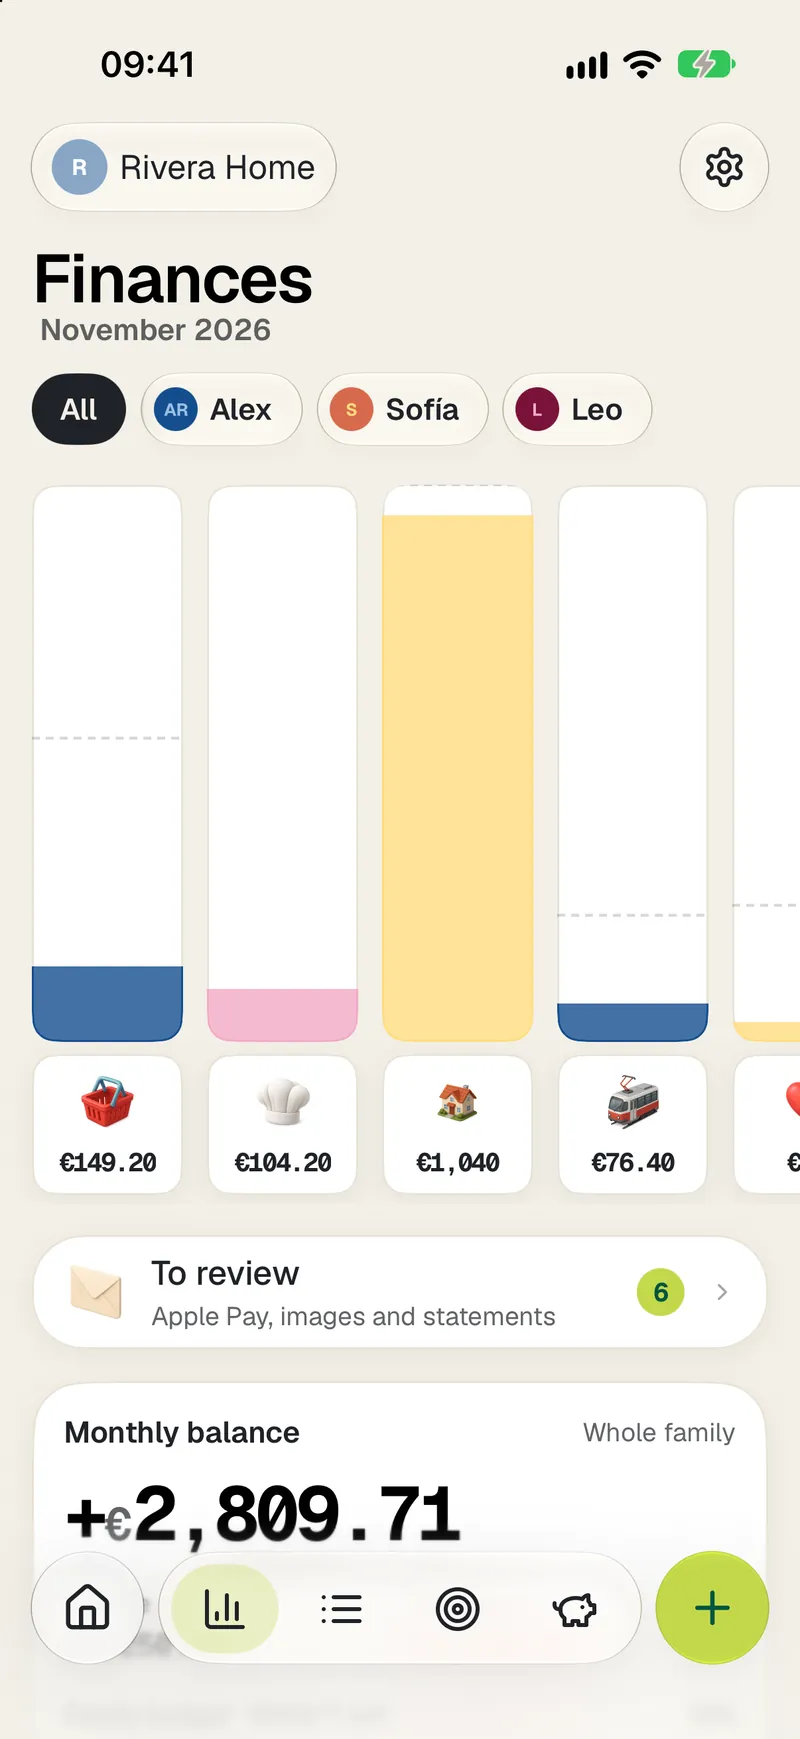 09:41
R Rivera Home
Finances
November 2026
All AR Alex S Sofía L Leo
€149.20 €104.20 €1,040 €76.40 €
To review
Apple Pay, images and statements
6
Monthly balance Whole family
+€2,809.71